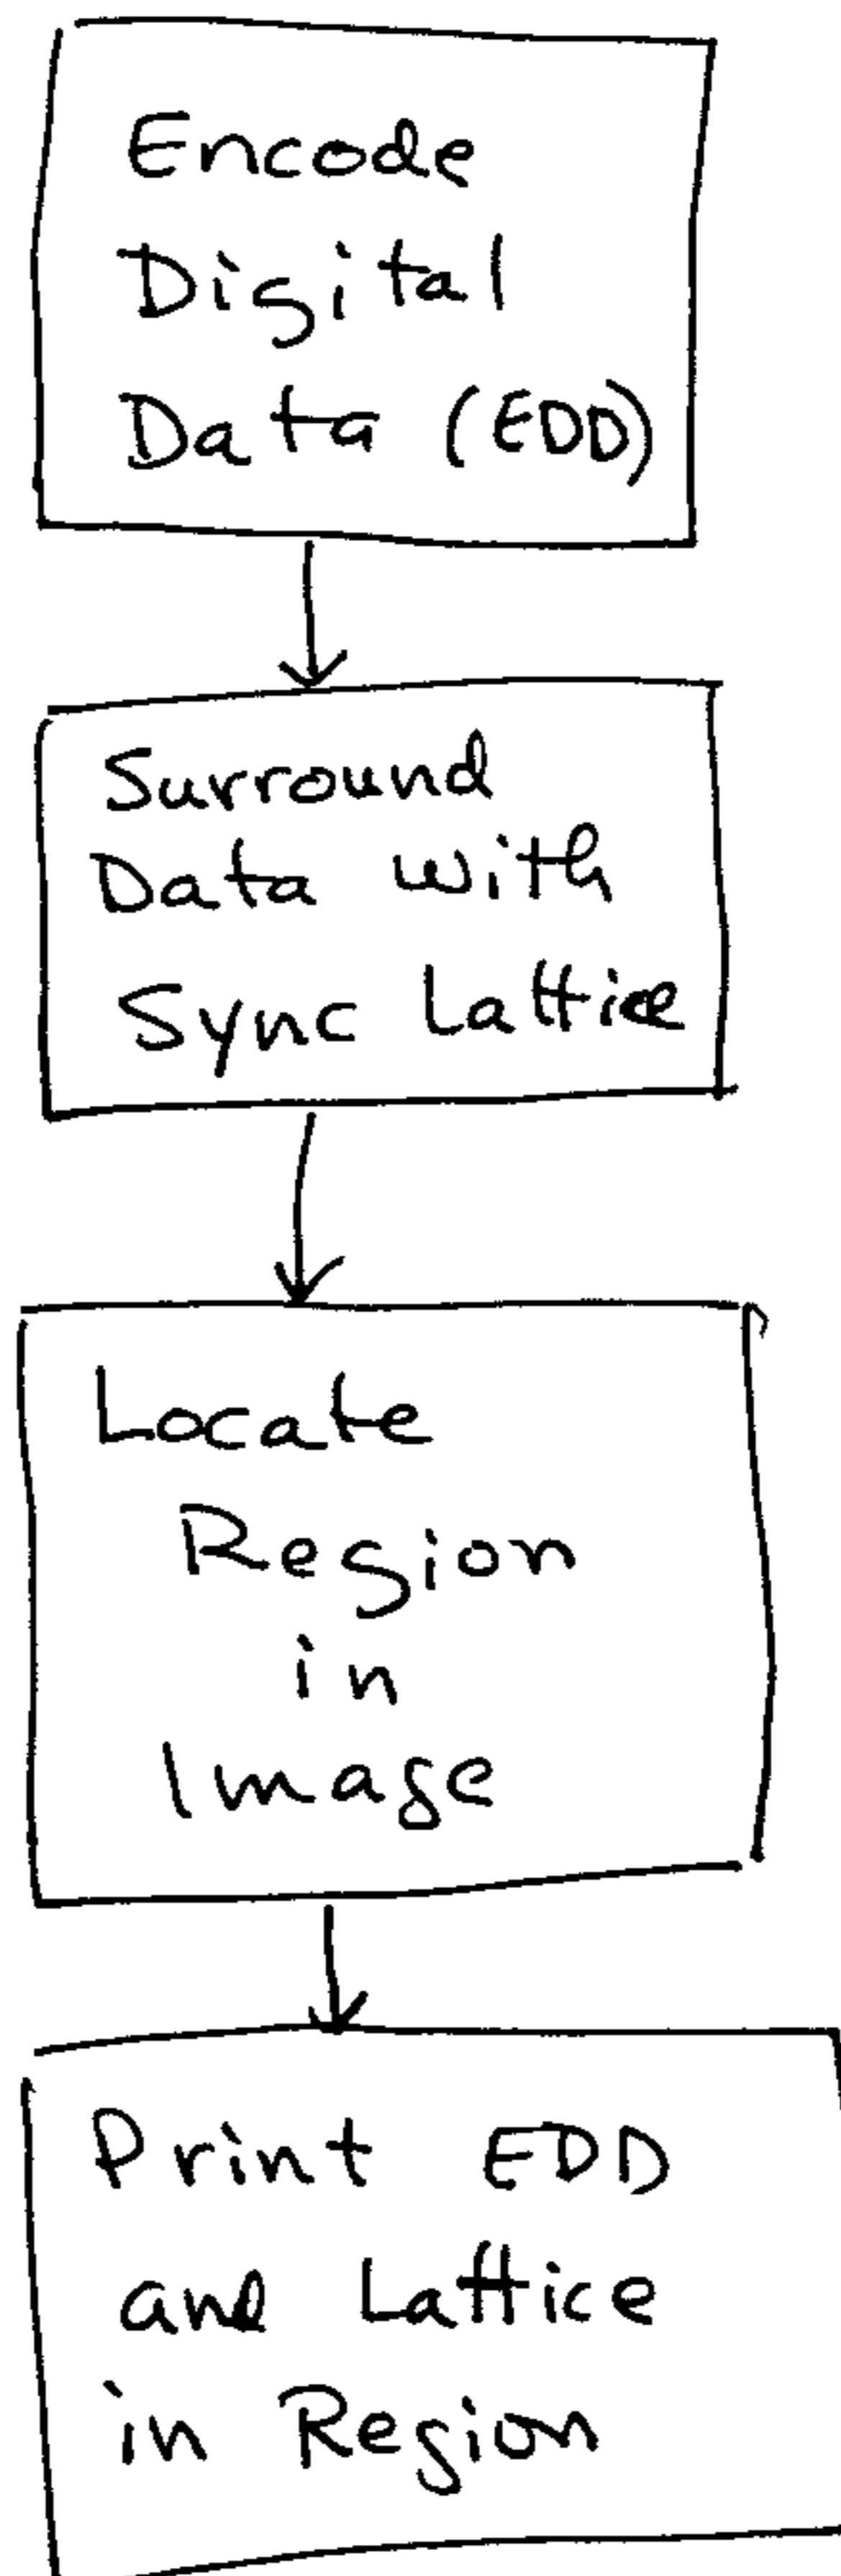 Encode
Digital
Data (EDD)
Surround
Data with
Sync Lattice
Locate
Region
in
Image
Print EDD
and Lattice
in Region